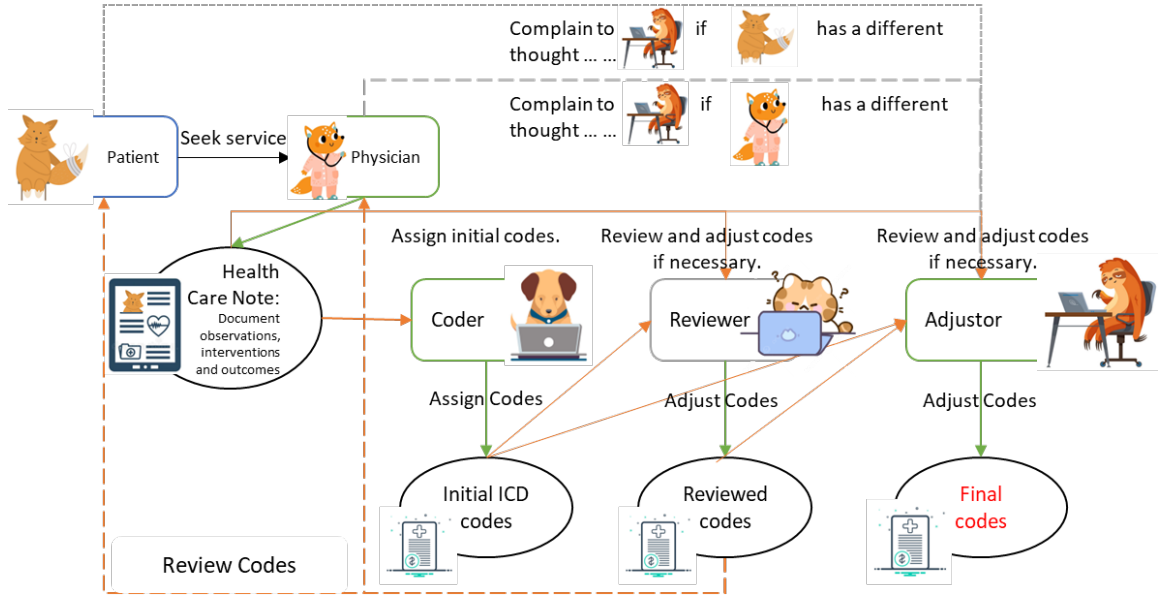 Complain to if has a different
thought ... ...
Complain to if has a different
thought ... ...
Patient
Seek service
Physician
Assign initial codes.
Review and adjust codes
if necessary.
Review and adjust codes
if necessary.
Health
Care Note:
Document
observations,
interventions
and outcomes
Coder
Reviewer
Adjustor
Assign Codes
Adjust Codes
Adjust Codes
Initial ICD
codes
Reviewed
codes
Final
codes
Review Codes